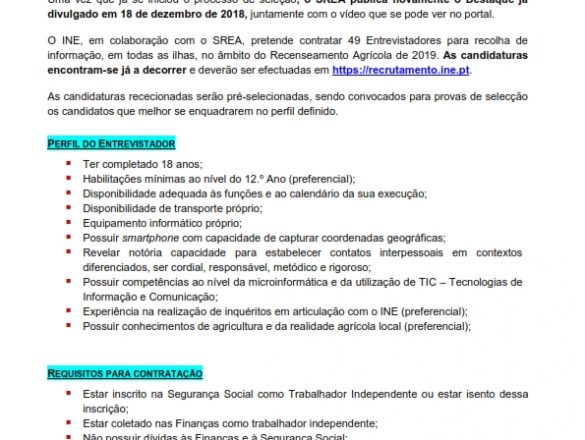 Uma vez que já se iniciou o processo de seleção, o SREA publica novamente o Destaque já
divulgado em 18 de dezembro de 2018, juntamente com o vídeo que se pode ver no portal.
O INE, em colaboração com o SREA, pretende contratar 49 Entrevistadores para recolha de
informação, em todas as ilhas, no âmbito do Recenseamento Agrícola de 2019. As candidaturas
encontram-se já a decorrer e deverão ser efectuadas em https://recrutamento.ine.pt.
As candidaturas rececionadas serão pré-selecionadas, sendo convocados para provas de selecção
os candidatos que melhor se enquadrarem no perfil definido.
PERFIL DO ENTREVISTADOR
▪ Ter completado 18 anos;
▪ Habilitações mínimas ao nível do 12.º Ano (preferencial);
▪ Disponibilidade adequada às funções e ao calendário da sua execução;
▪ Disponibilidade de transporte próprio;
▪ Equipamento informático próprio;
▪ Possuir smartphone com capacidade de capturar coordenadas geográficas;
▪ Revelar notória capacidade para estabelecer contatos interpessoais em contextos
diferenciados, ser cordial, responsável, metódico e rigoroso;
▪ Possuir competências ao nível da microinformática e da utilização de TIC – Tecnologias de
Informação e Comunicação;
▪ Experiência na realização de inquéritos em articulação com o INE (preferencial);
▪ Possuir conhecimentos de agricultura e da realidade agrícola local (preferencial);
REQUISITOS PARA CONTRATAÇÃO
▪ Estar inscrito na Segurança Social como Trabalhador Independente ou estar isento dessa
inscrição;
▪ Estar coletado nas Finanças como trabalhador independente;
▪ Não possuir dívidas às Finanças e à Segurança Social;